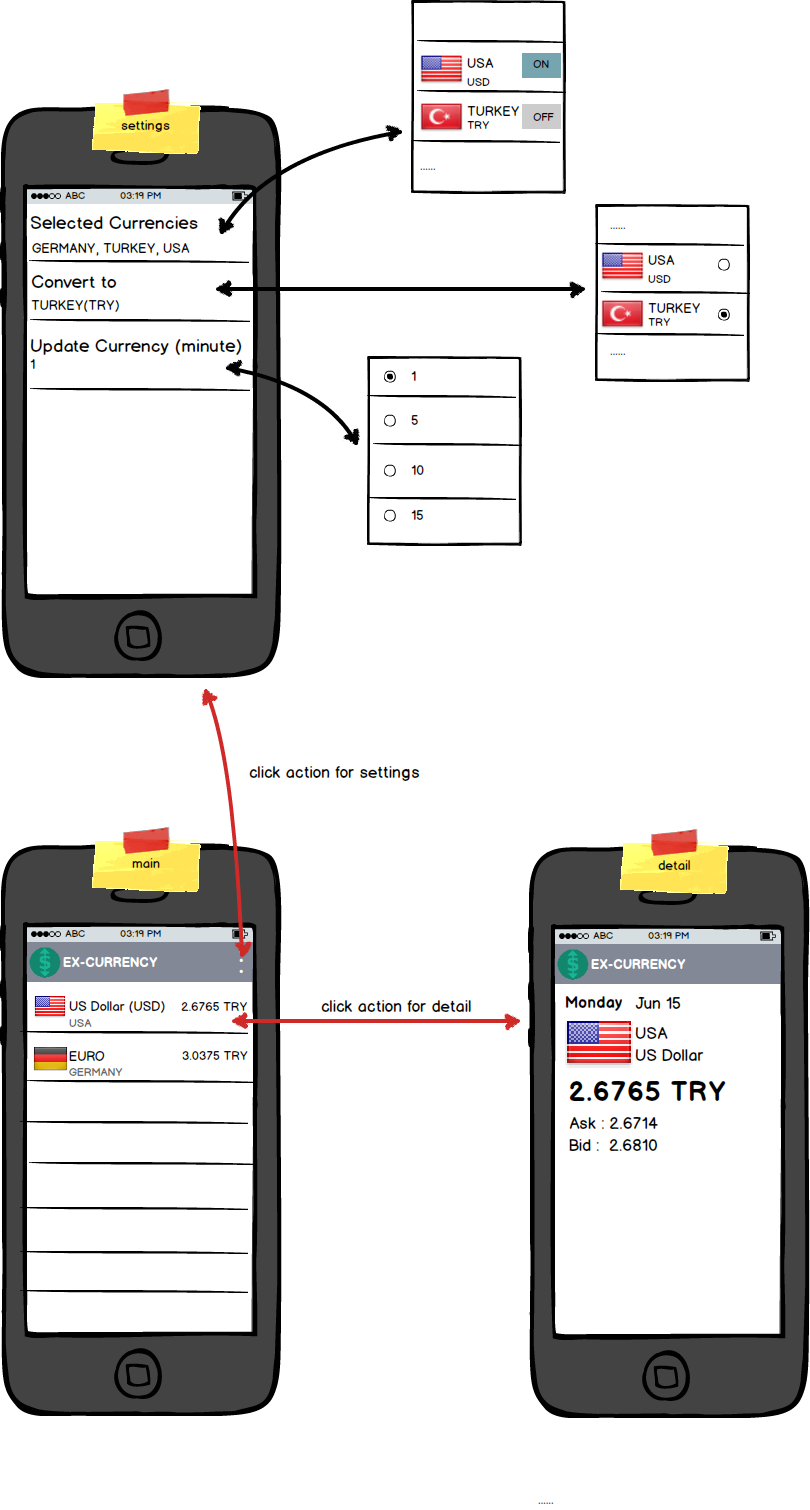 USA
ON
USD
TURKEY
OFF
TRY
......
settings
ABC 03:19 PM
Selected Currencies
GERMANY, TURKEY, USA
Convert to
TURKEY(TRY)
Update Currency (minute)
1
......
USA
USD
TURKEY
TRY
......
1
5
10
15
click action for settings
main
ABC 03:19 PM
$ EX-CURRENCY
US Dollar (USD) 2.6765 TRY
USA
EURO 3.0375 TRY
GERMANY
click action for detail
detail
ABC 03:19 PM
$ EX-CURRENCY
Monday Jun 15
USA
US Dollar
2.6765 TRY
Ask : 2.6714
Bid : 2.6810
......